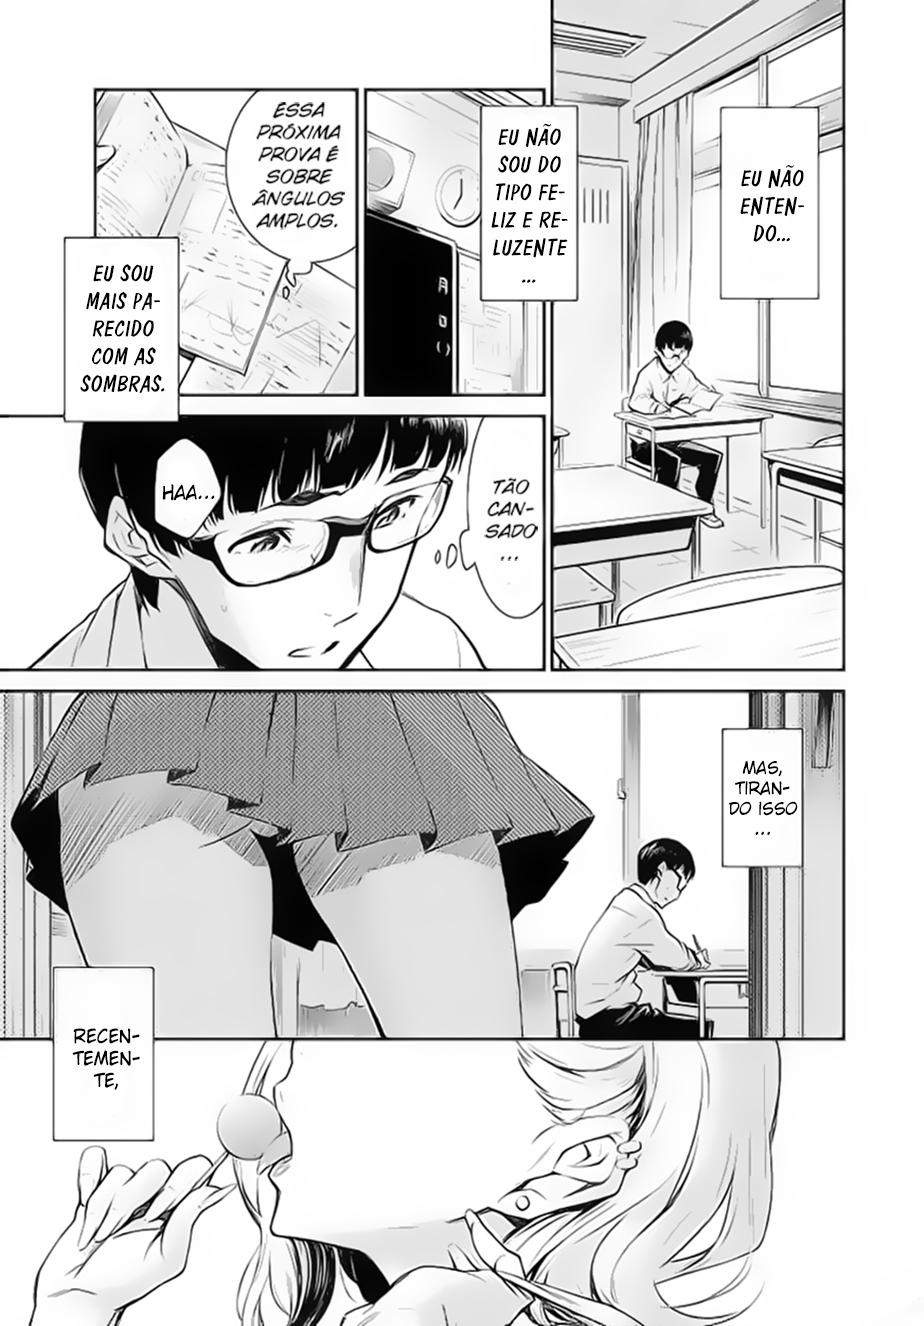 EU NÃO
ENTEN-
DO...
EU NÃO
SOU DO
TIPO FE-
LIZ E RE-
LUZENTE
...
ESSA
PRÓXIMA
PROVA É
SOBRE
ÂNGULOS
AMPLOS.
EU SOU
MAIS PA-
RECIDO
COM AS
SOMBRAS.
TÃO
CAN-
SADO
...
HAA...
MAS,
TIRAN-
DO ISSO
...
RECEN-
TEMEN-
TE,